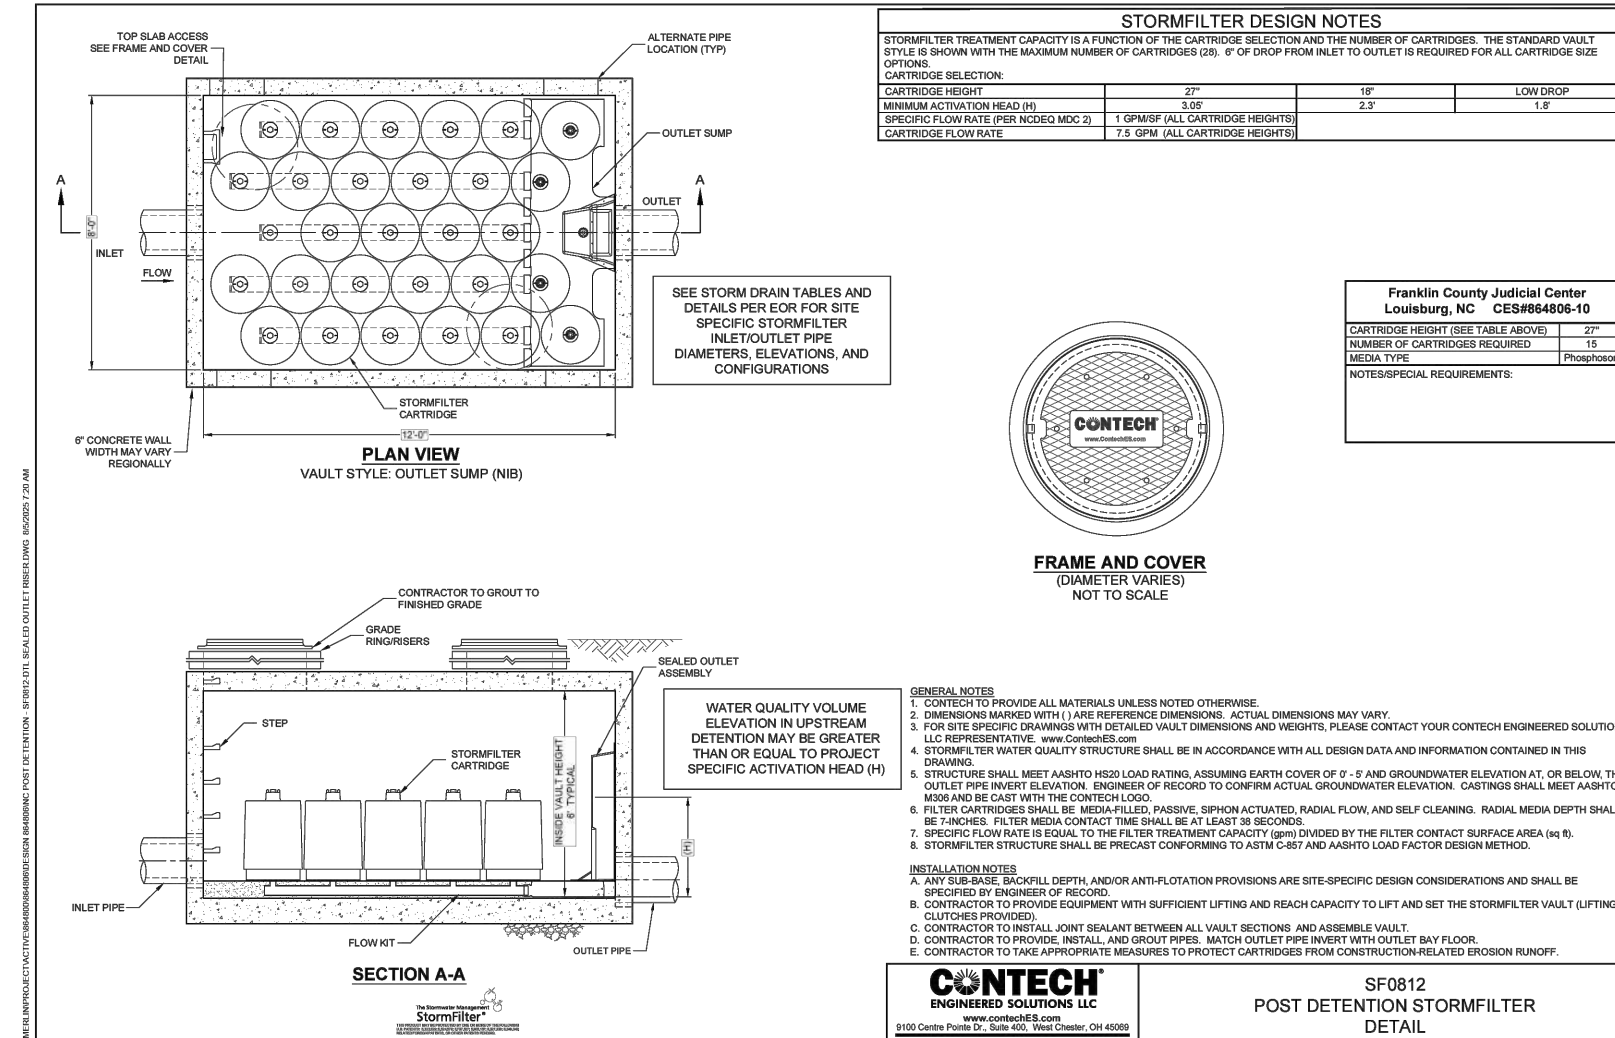 TOP SLAB ACCESS
SEE FRAME AND COVER
DETAIL
ALTERNATE PIPE
LOCATION (TYP)
OUTLET SUMP
A
A
OUTLET
8'-0"
INLET
FLOW
STORMFILTER
CARTRIDGE
12'-0"
6" CONCRETE WALL
WIDTH MAY VARY
REGIONALLY
PLAN VIEW
VAULT STYLE: OUTLET SUMP (NIB)
SEE STORM DRAIN TABLES AND
DETAILS PER EOR FOR SITE
SPECIFIC STORMFILTER
INLET/OUTLET PIPE
DIAMETERS, ELEVATIONS, AND
CONFIGURATIONS
STORMFILTER DESIGN NOTES
STORMFILTER TREATMENT CAPACITY IS A FUNCTION OF THE CARTRIDGE SELECTION AND THE NUMBER OF CARTRIDGES. THE STANDARD VAULT
STYLE IS SHOWN WITH THE MAXIMUM NUMBER OF CARTRIDGES (28). 6" OF DROP FROM INLET TO OUTLET IS REQUIRED FOR ALL CARTRIDGE SIZE
OPTIONS.
CARTRIDGE SELECTION:
CARTRIDGE HEIGHT 27" 18" LOW DROP
MINIMUM ACTIVATION HEAD (H) 3.05' 2.3' 1.8'
SPECIFIC FLOW RATE (PER NCDEQ MDC 2) 1 GPM/SF (ALL CARTRIDGE HEIGHTS)
CARTRIDGE FLOW RATE 7.5 GPM (ALL CARTRIDGE HEIGHTS)
Franklin County Judicial Center
Louisburg, NC CES#864806-10
CARTRIDGE HEIGHT (SEE TABLE ABOVE) 27"
NUMBER OF CARTRIDGES REQUIRED 15
MEDIA TYPE Phosphosor
NOTES/SPECIAL REQUIREMENTS:
CONTECH®
www.ContechES.com
FRAME AND COVER
(DIAMETER VARIES)
NOT TO SCALE
MERLIN\PROJECT\ACTIVE\864800\864806\DESIGN 864806\NC POST DETENTION - SF0812-DTL SEALED OUTLET RISER.DWG 8/5/2025 7:20 AM
CONTRACTOR TO GROUT TO
FINISHED GRADE
GRADE
RING/RISERS
SEALED OUTLET
ASSEMBLY
STEP
STORMFILTER
CARTRIDGE
INSIDE VAULT HEIGHT
6' TYPICAL
(H)
INLET PIPE
FLOW KIT
OUTLET PIPE
SECTION A-A
WATER QUALITY VOLUME
ELEVATION IN UPSTREAM
DETENTION MAY BE GREATER
THAN OR EQUAL TO PROJECT
SPECIFIC ACTIVATION HEAD (H)
The Stormwater Management
StormFilter®
GENERAL NOTES
1. CONTECH TO PROVIDE ALL MATERIALS UNLESS NOTED OTHERWISE.
2. DIMENSIONS MARKED WITH ( ) ARE REFERENCE DIMENSIONS. ACTUAL DIMENSIONS MAY VARY.
3. FOR SITE SPECIFIC DRAWINGS WITH DETAILED VAULT DIMENSIONS AND WEIGHTS, PLEASE CONTACT YOUR CONTECH ENGINEERED SOLUTIO
LLC REPRESENTATIVE. www.ContechES.com
4. STORMFILTER WATER QUALITY STRUCTURE SHALL BE IN ACCORDANCE WITH ALL DESIGN DATA AND INFORMATION CONTAINED IN THIS
DRAWING.
5. STRUCTURE SHALL MEET AASHTO HS20 LOAD RATING, ASSUMING EARTH COVER OF 0' - 5' AND GROUNDWATER ELEVATION AT, OR BELOW, TH
OUTLET PIPE INVERT ELEVATION. ENGINEER OF RECORD TO CONFIRM ACTUAL GROUNDWATER ELEVATION. CASTINGS SHALL MEET AASHTO
M306 AND BE CAST WITH THE CONTECH LOGO.
6. FILTER CARTRIDGES SHALL BE MEDIA-FILLED, PASSIVE, SIPHON ACTUATED, RADIAL FLOW, AND SELF CLEANING. RADIAL MEDIA DEPTH SHAL
BE 7-INCHES. FILTER MEDIA CONTACT TIME SHALL BE AT LEAST 38 SECONDS.
7. SPECIFIC FLOW RATE IS EQUAL TO THE FILTER TREATMENT CAPACITY (gpm) DIVIDED BY THE FILTER CONTACT SURFACE AREA (sq ft).
8. STORMFILTER STRUCTURE SHALL BE PRECAST CONFORMING TO ASTM C-857 AND AASHTO LOAD FACTOR DESIGN METHOD.
INSTALLATION NOTES
A. ANY SUB-BASE, BACKFILL DEPTH, AND/OR ANTI-FLOTATION PROVISIONS ARE SITE-SPECIFIC DESIGN CONSIDERATIONS AND SHALL BE
SPECIFIED BY ENGINEER OF RECORD.
B. CONTRACTOR TO PROVIDE EQUIPMENT WITH SUFFICIENT LIFTING AND REACH CAPACITY TO LIFT AND SET THE STORMFILTER VAULT (LIFTING
CLUTCHES PROVIDED).
C. CONTRACTOR TO INSTALL JOINT SEALANT BETWEEN ALL VAULT SECTIONS AND ASSEMBLE VAULT.
D. CONTRACTOR TO PROVIDE, INSTALL, AND GROUT PIPES. MATCH OUTLET PIPE INVERT WITH OUTLET BAY FLOOR.
E. CONTRACTOR TO TAKE APPROPRIATE MEASURES TO PROTECT CARTRIDGES FROM CONSTRUCTION-RELATED EROSION RUNOFF.
CONTECH®
ENGINEERED SOLUTIONS LLC
www.contechES.com
9100 Centre Pointe Dr., Suite 400, West Chester, OH 45069
SF0812
POST DETENTION STORMFILTER
DETAIL